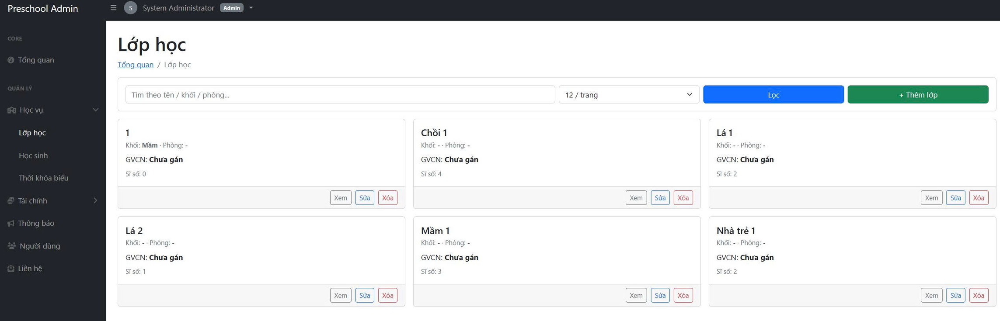 Preschool Admin
S System Administrator Admin
CORE
Tổng quan
QUẢN LÝ
Học vụ
Lớp học
Học sinh
Thời khóa biểu
Tài chính
Thông báo
Người dùng
Liên hệ
Lớp học
Tổng quan / Lớp học
Tìm theo tên / khối / phòng...
12 / trang
Lọc
+ Thêm lớp
1
Khối: Mầm · Phòng: -
GVCN: Chưa gán
Sĩ số: 0
Xem Sửa Xóa
Chồi 1
Khối: - · Phòng: -
GVCN: Chưa gán
Sĩ số: 4
Xem Sửa Xóa
Lá 1
Khối: - · Phòng: -
GVCN: Chưa gán
Sĩ số: 2
Xem Sửa Xóa
Lá 2
Khối: - · Phòng: -
GVCN: Chưa gán
Sĩ số: 1
Xem Sửa Xóa
Mầm 1
Khối: - · Phòng: -
GVCN: Chưa gán
Sĩ số: 3
Xem Sửa Xóa
Nhà trẻ 1
Khối: - · Phòng: -
GVCN: Chưa gán
Sĩ số: 2
Xem Sửa Xóa